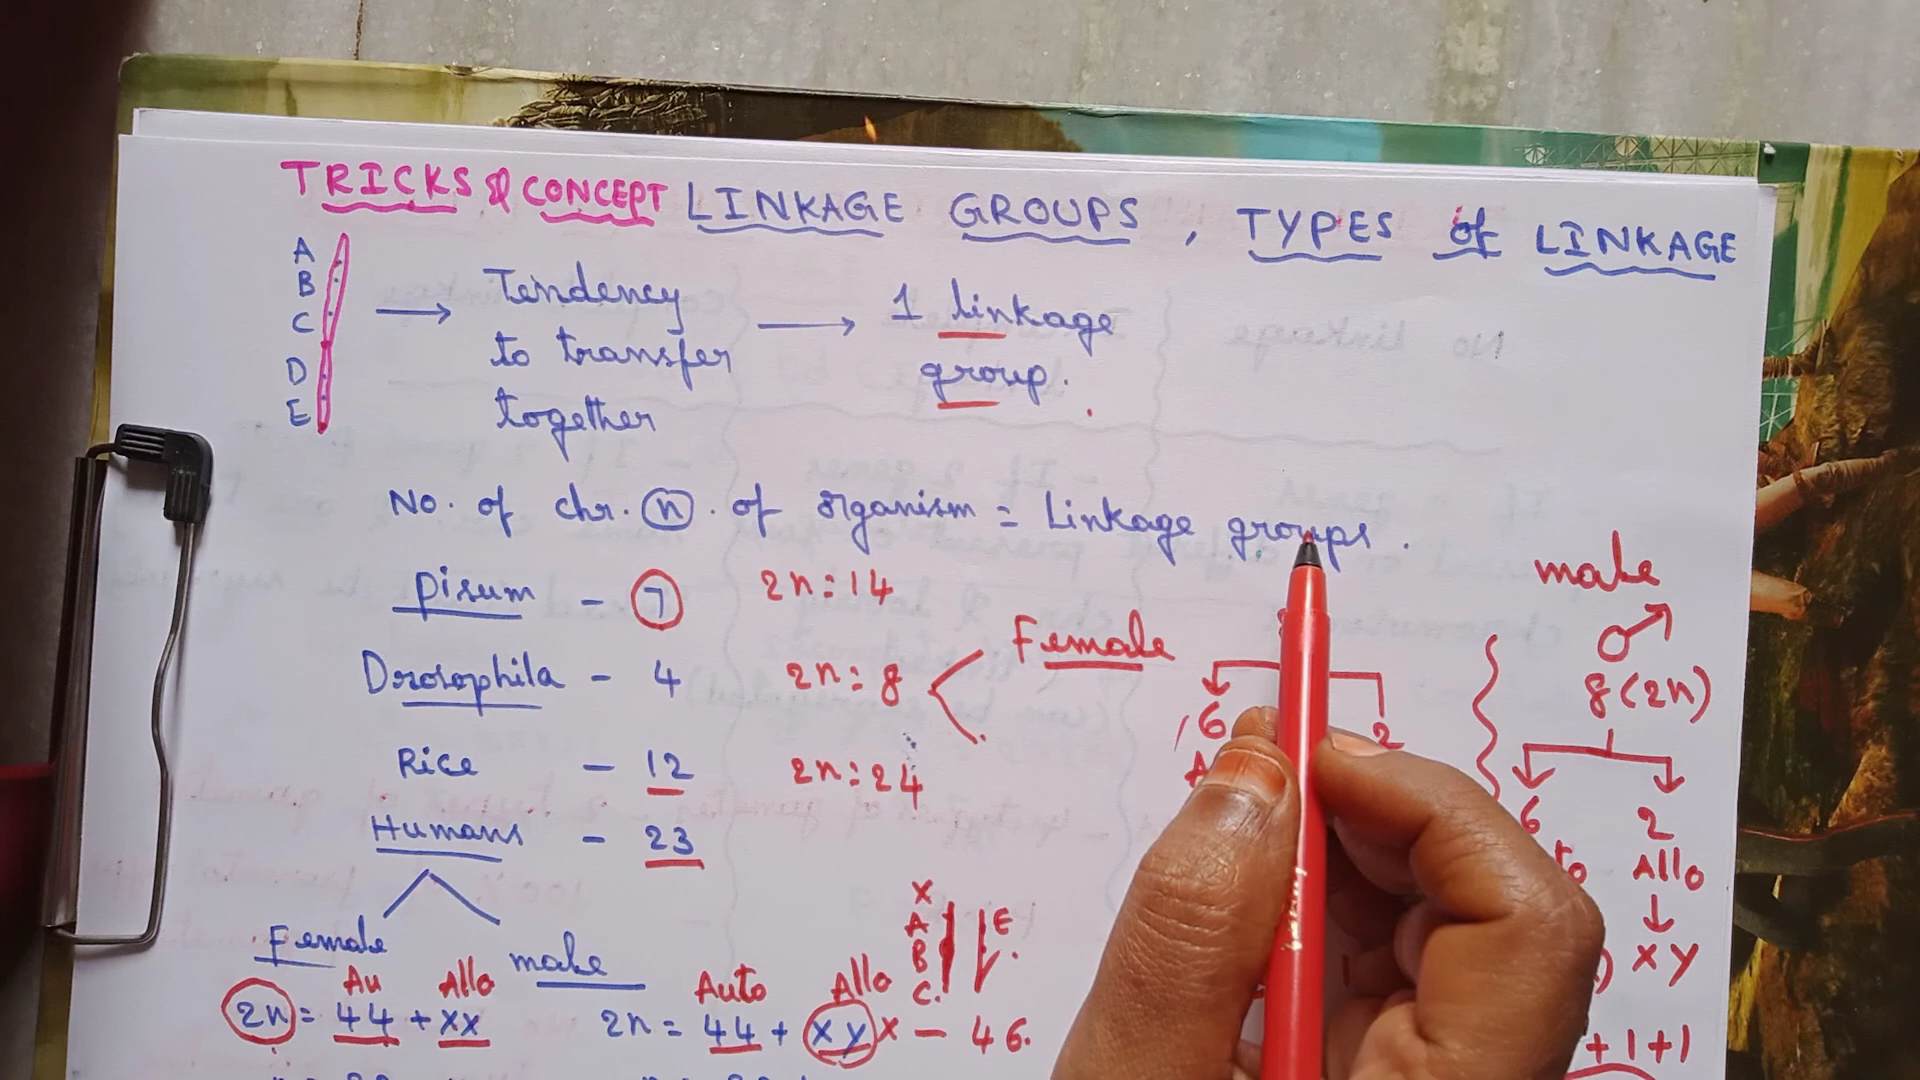 TRICKS & CONCEPT LINKAGE GROUPS, TYPES of LINKAGE
A
B
C
D
E
Tendency
to transfer
together
1 linkage
group.
No. of chr. n. of organism = Linkage groups.
Pisum - 7 2n = 14
Drosophila - 4 2n = 8
Female
6
2
male
8 (2n)
6 2
Allo
XY
Rice - 12 2n = 24
Humans - 23
Female male
Au Allo
2n = 44 + XX
Auto Allo
2n = 44 + XY X - 46.
X
A
B
C.
E
+1+1